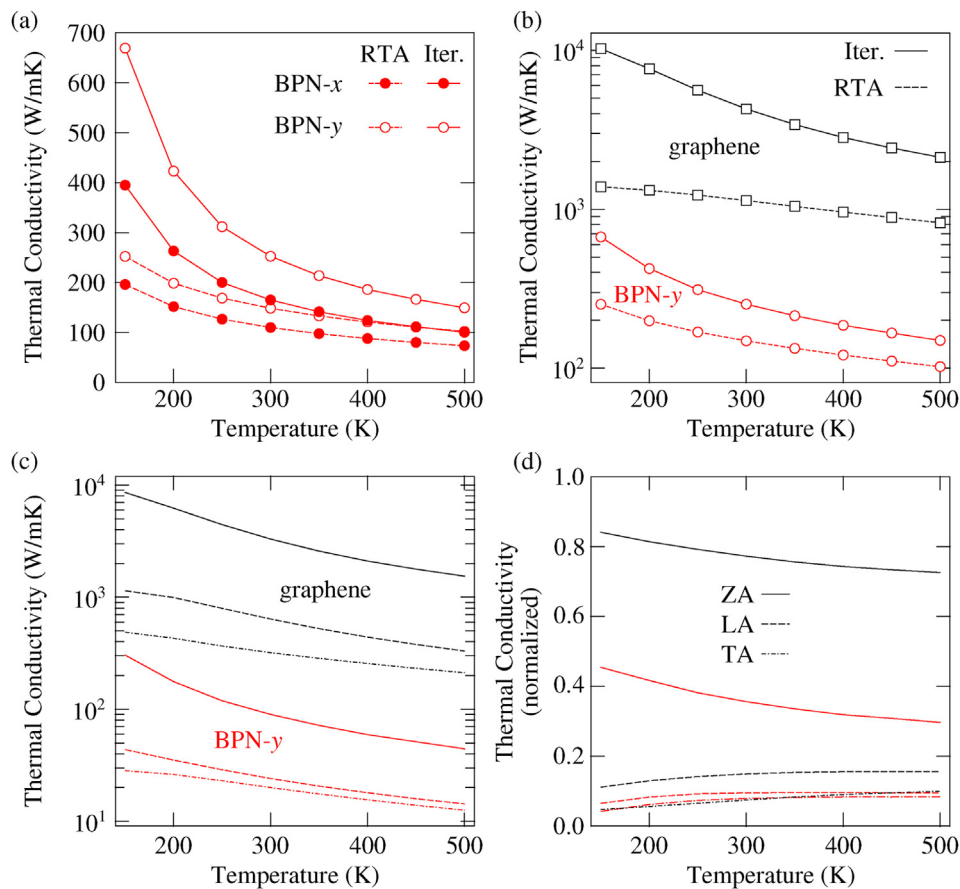 (a)
Thermal Conductivity (W/mK)
700
600
500
400
300
200
100
0
RTA Iter.
BPN-x
BPN-y
200 300 400 500
Temperature (K)
(b)
Thermal Conductivity (W/mK)
10⁴
10³
10²
Iter.
RTA
graphene
BPN-y
200 300 400 500
Temperature (K)
(c)
Thermal Conductivity (W/mK)
10⁴
10³
10²
10¹
graphene
BPN-y
200 300 400 500
Temperature (K)
(d)
Thermal Conductivity
(normalized)
1.0
0.8
0.6
0.4
0.2
0.0
ZA
LA
TA
200 300 400 500
Temperature (K)